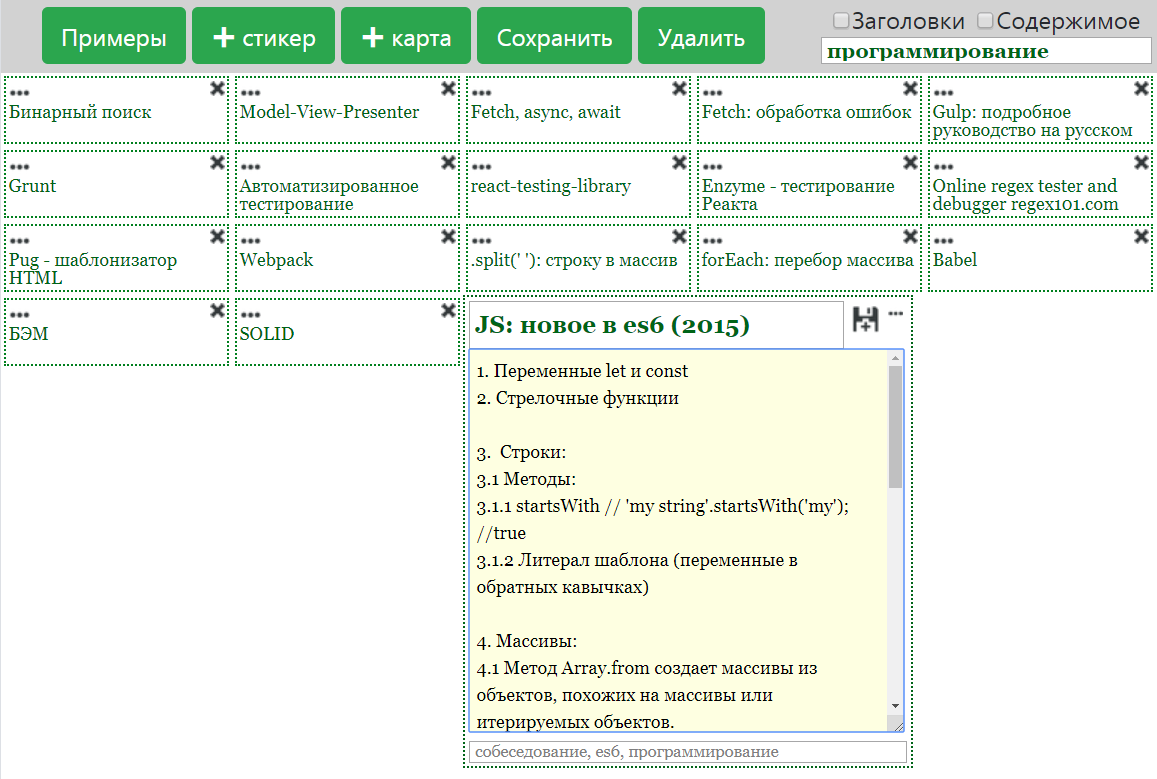 Примеры + стикер + карта Сохранить Удалить
Заголовки Содержимое
программирование
Бинарный поиск
Model-View-Presenter
Fetch, async, await
Fetch: обработка ошибок
Gulp: подробное
руководство на русском
Grunt
Автоматизированное
тестирование
react-testing-library
Enzyme - тестирование
Реакта
Online regex tester and
debugger regex101.com
Pug - шаблонизатор
HTML
Webpack
.split(' '): строку в массив
forEach: перебор массива
Babel
БЭМ
SOLID
JS: новое в es6 (2015)
1. Переменные let и const
2. Стрелочные функции
3. Строки:
3.1 Методы:
3.1.1 startsWith // 'my string'.startsWith('my');
//true
3.1.2 Литерал шаблона (переменные в
обратных кавычках)
4. Массивы:
4.1 Метод Array.from создает массивы из
объектов, похожих на массивы или
итерируемых объектов.
собеседование, es6, программирование